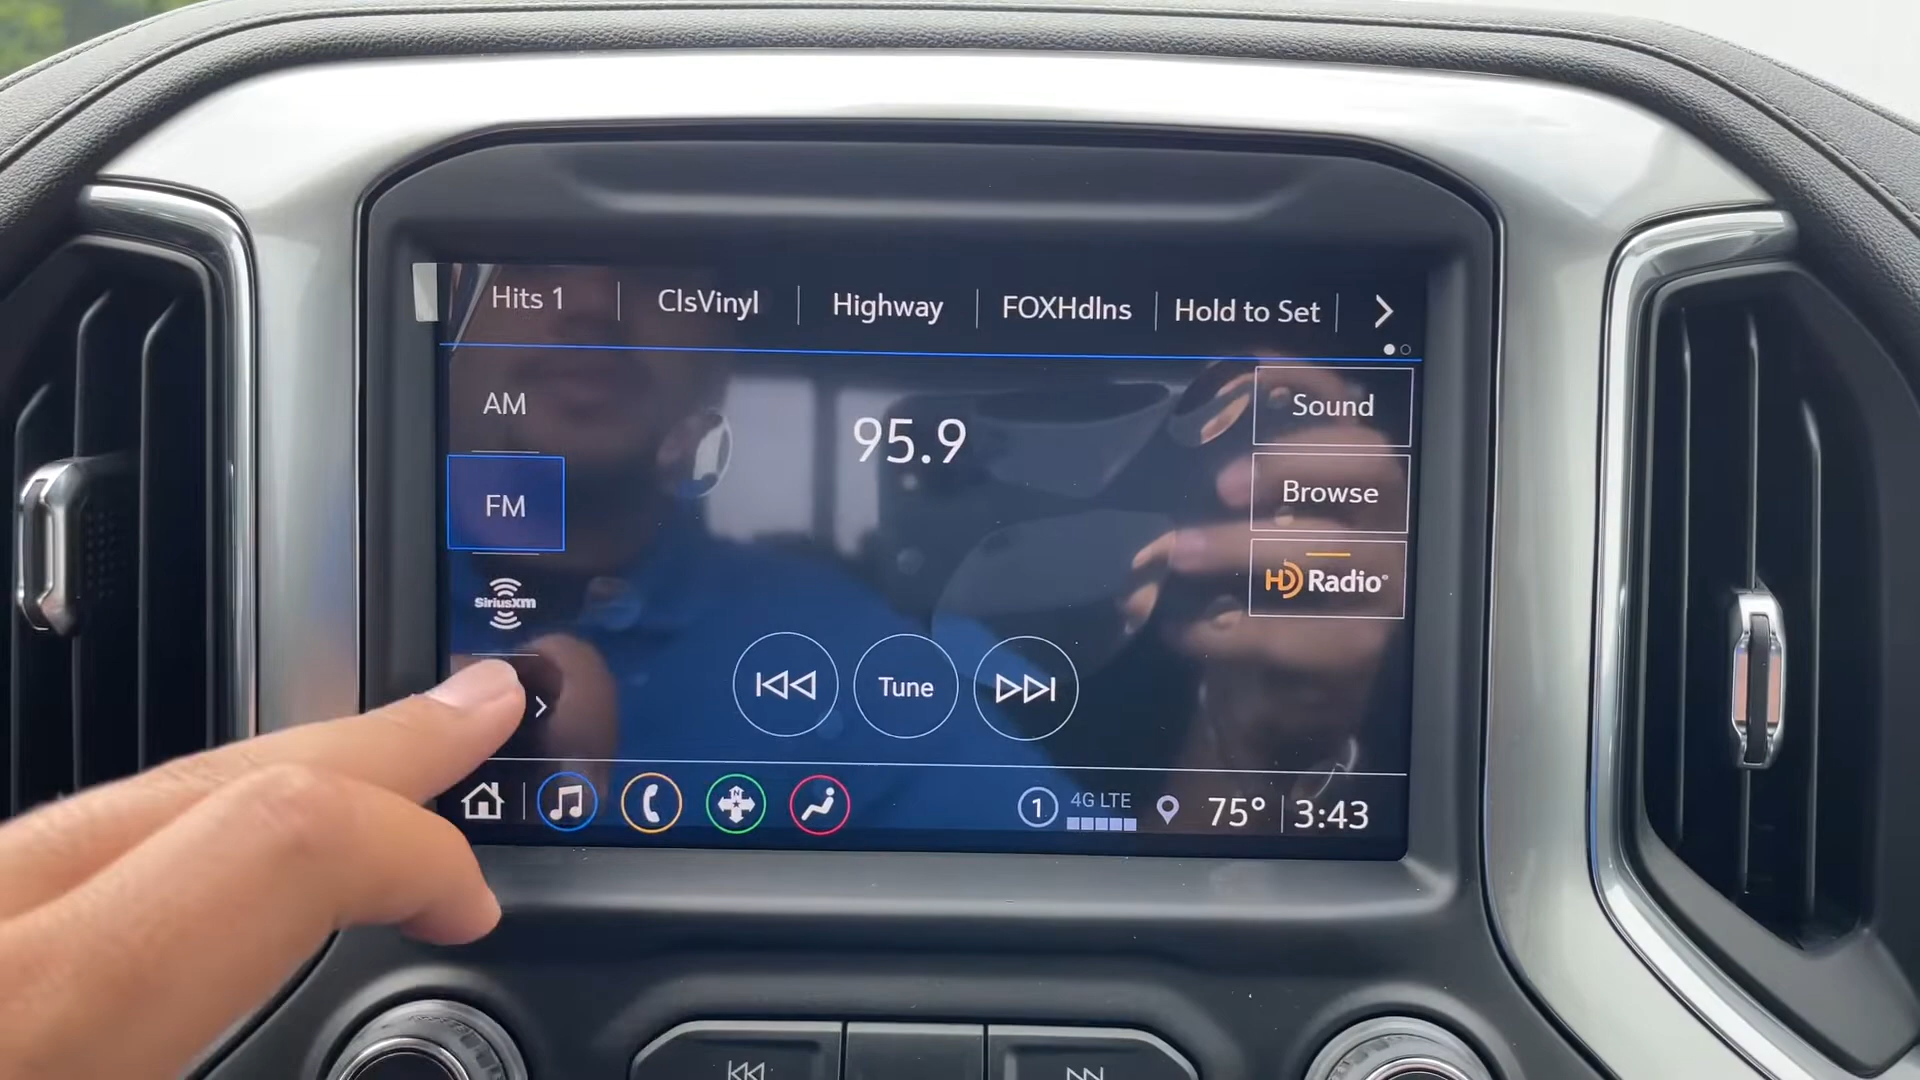 Hits 1
ClsVinyl
Highway
FOXHdlns
Hold to Set
AM
95.9
Sound
FM
Browse
SiriusXM
HD Radio®
Tune
N
1
4G LTE
75°
3:43